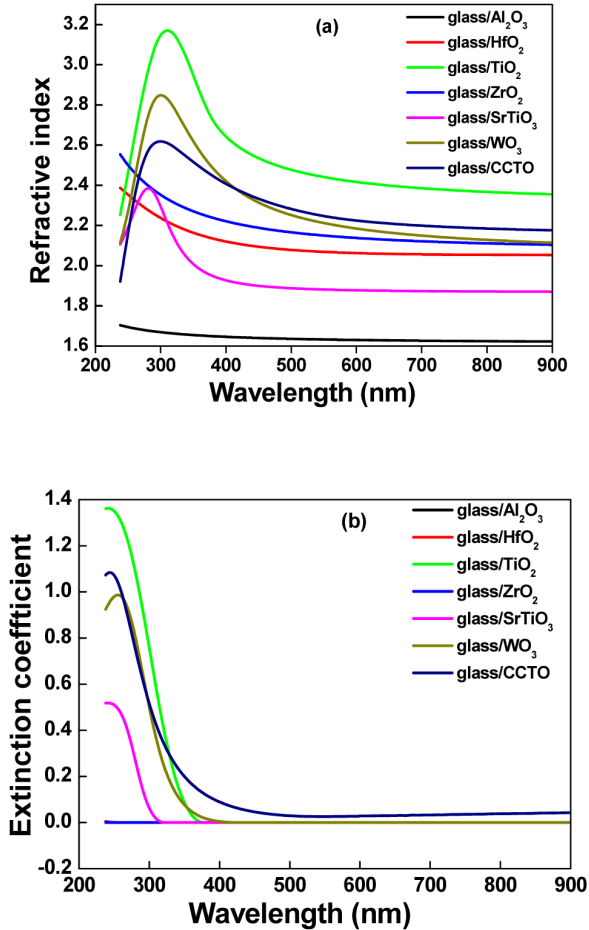 (a)
glass/Al₂O₃
glass/HfO₂
glass/TiO₂
glass/ZrO₂
glass/SrTiO₃
glass/WO₃
glass/CCTO
3.2
3.0
2.8
2.6
2.4
2.2
2.0
1.8
1.6
Refractive index
200 300 400 500 600 700 800 900
Wavelength (nm)
(b)
glass/Al₂O₃
glass/HfO₂
glass/TiO₂
glass/ZrO₂
glass/SrTiO₃
glass/WO₃
glass/CCTO
1.4
1.2
1.0
0.8
0.6
0.4
0.2
0.0
-0.2
Extinction coeffficient
200 300 400 500 600 700 800 900
Wavelength (nm)